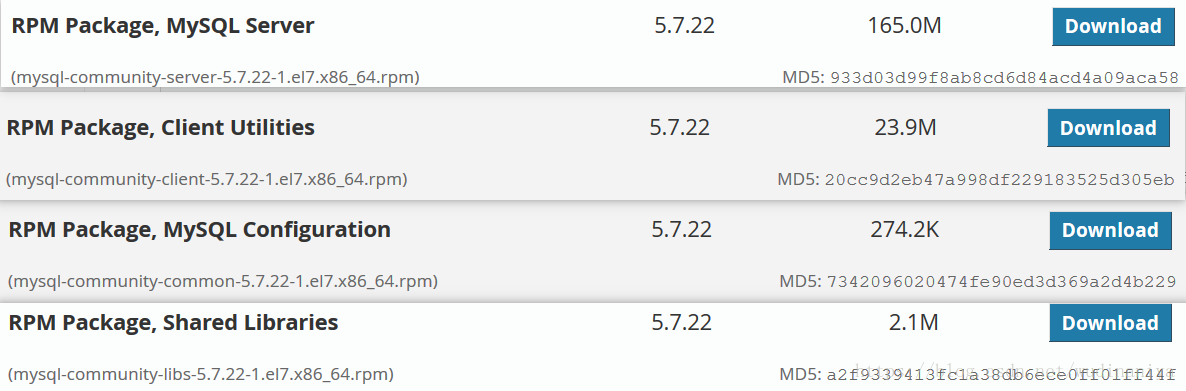 RPM Package, MySQL Server 5.7.22 165.0M Download
(mysql-community-server-5.7.22-1.el7.x86_64.rpm) MD5: 933d03d99f8ab8cd6d84acd4a09aca58
RPM Package, Client Utilities 5.7.22 23.9M Download
(mysql-community-client-5.7.22-1.el7.x86_64.rpm) MD5: 20cc9d2eb47a998df229183525d305eb
RPM Package, MySQL Configuration 5.7.22 274.2K Download
(mysql-community-common-5.7.22-1.el7.x86_64.rpm) MD5: 7342096020474fe90ed3d369a2d4b229
RPM Package, Shared Libraries 5.7.22 2.1M Download
(mysql-community-libs-5.7.22-1.el7.x86_64.rpm) MD5: